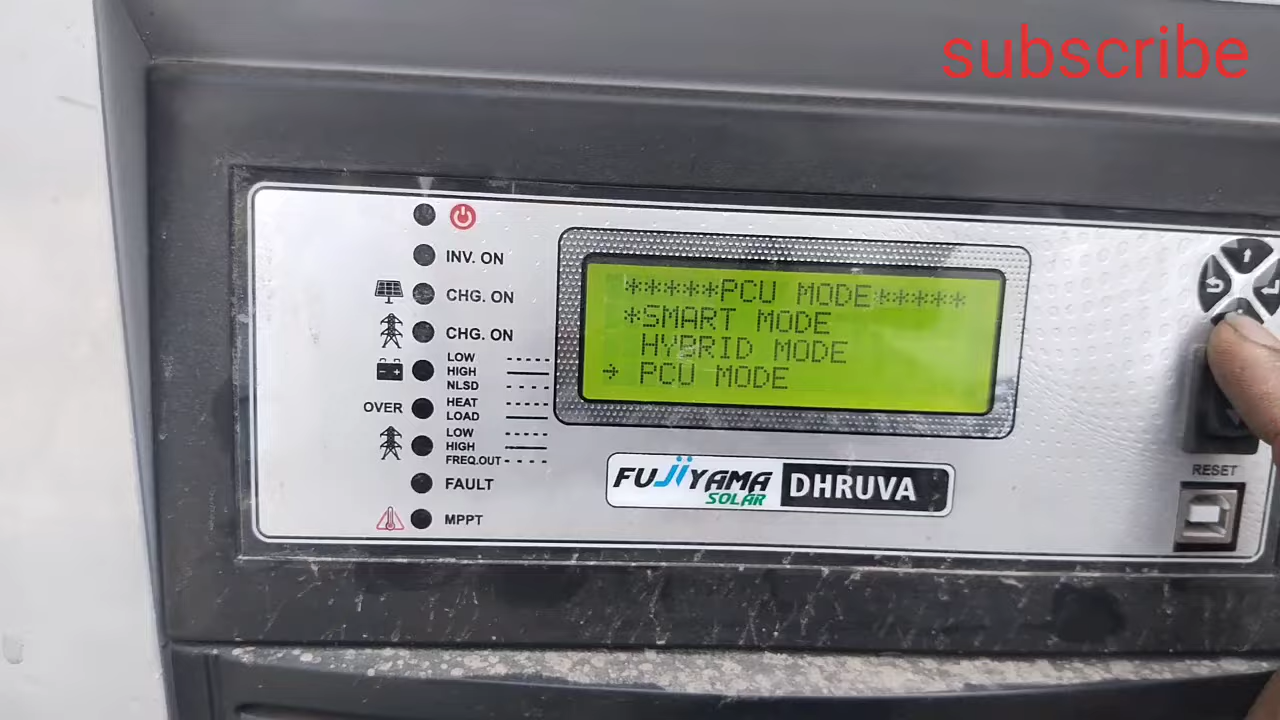 subscribe
INV. ON
CHG. ON
CHG. ON
LOW
HIGH
NLSD
OVER
HEAT
LOAD
LOW
HIGH
FREQ.OUT
FAULT
MPPT
*****PCU MODE*****
*SMART MODE
HYBRID MODE
→ PCU MODE
FUJIYAMA
SOLAR
DHRUVA
RESET